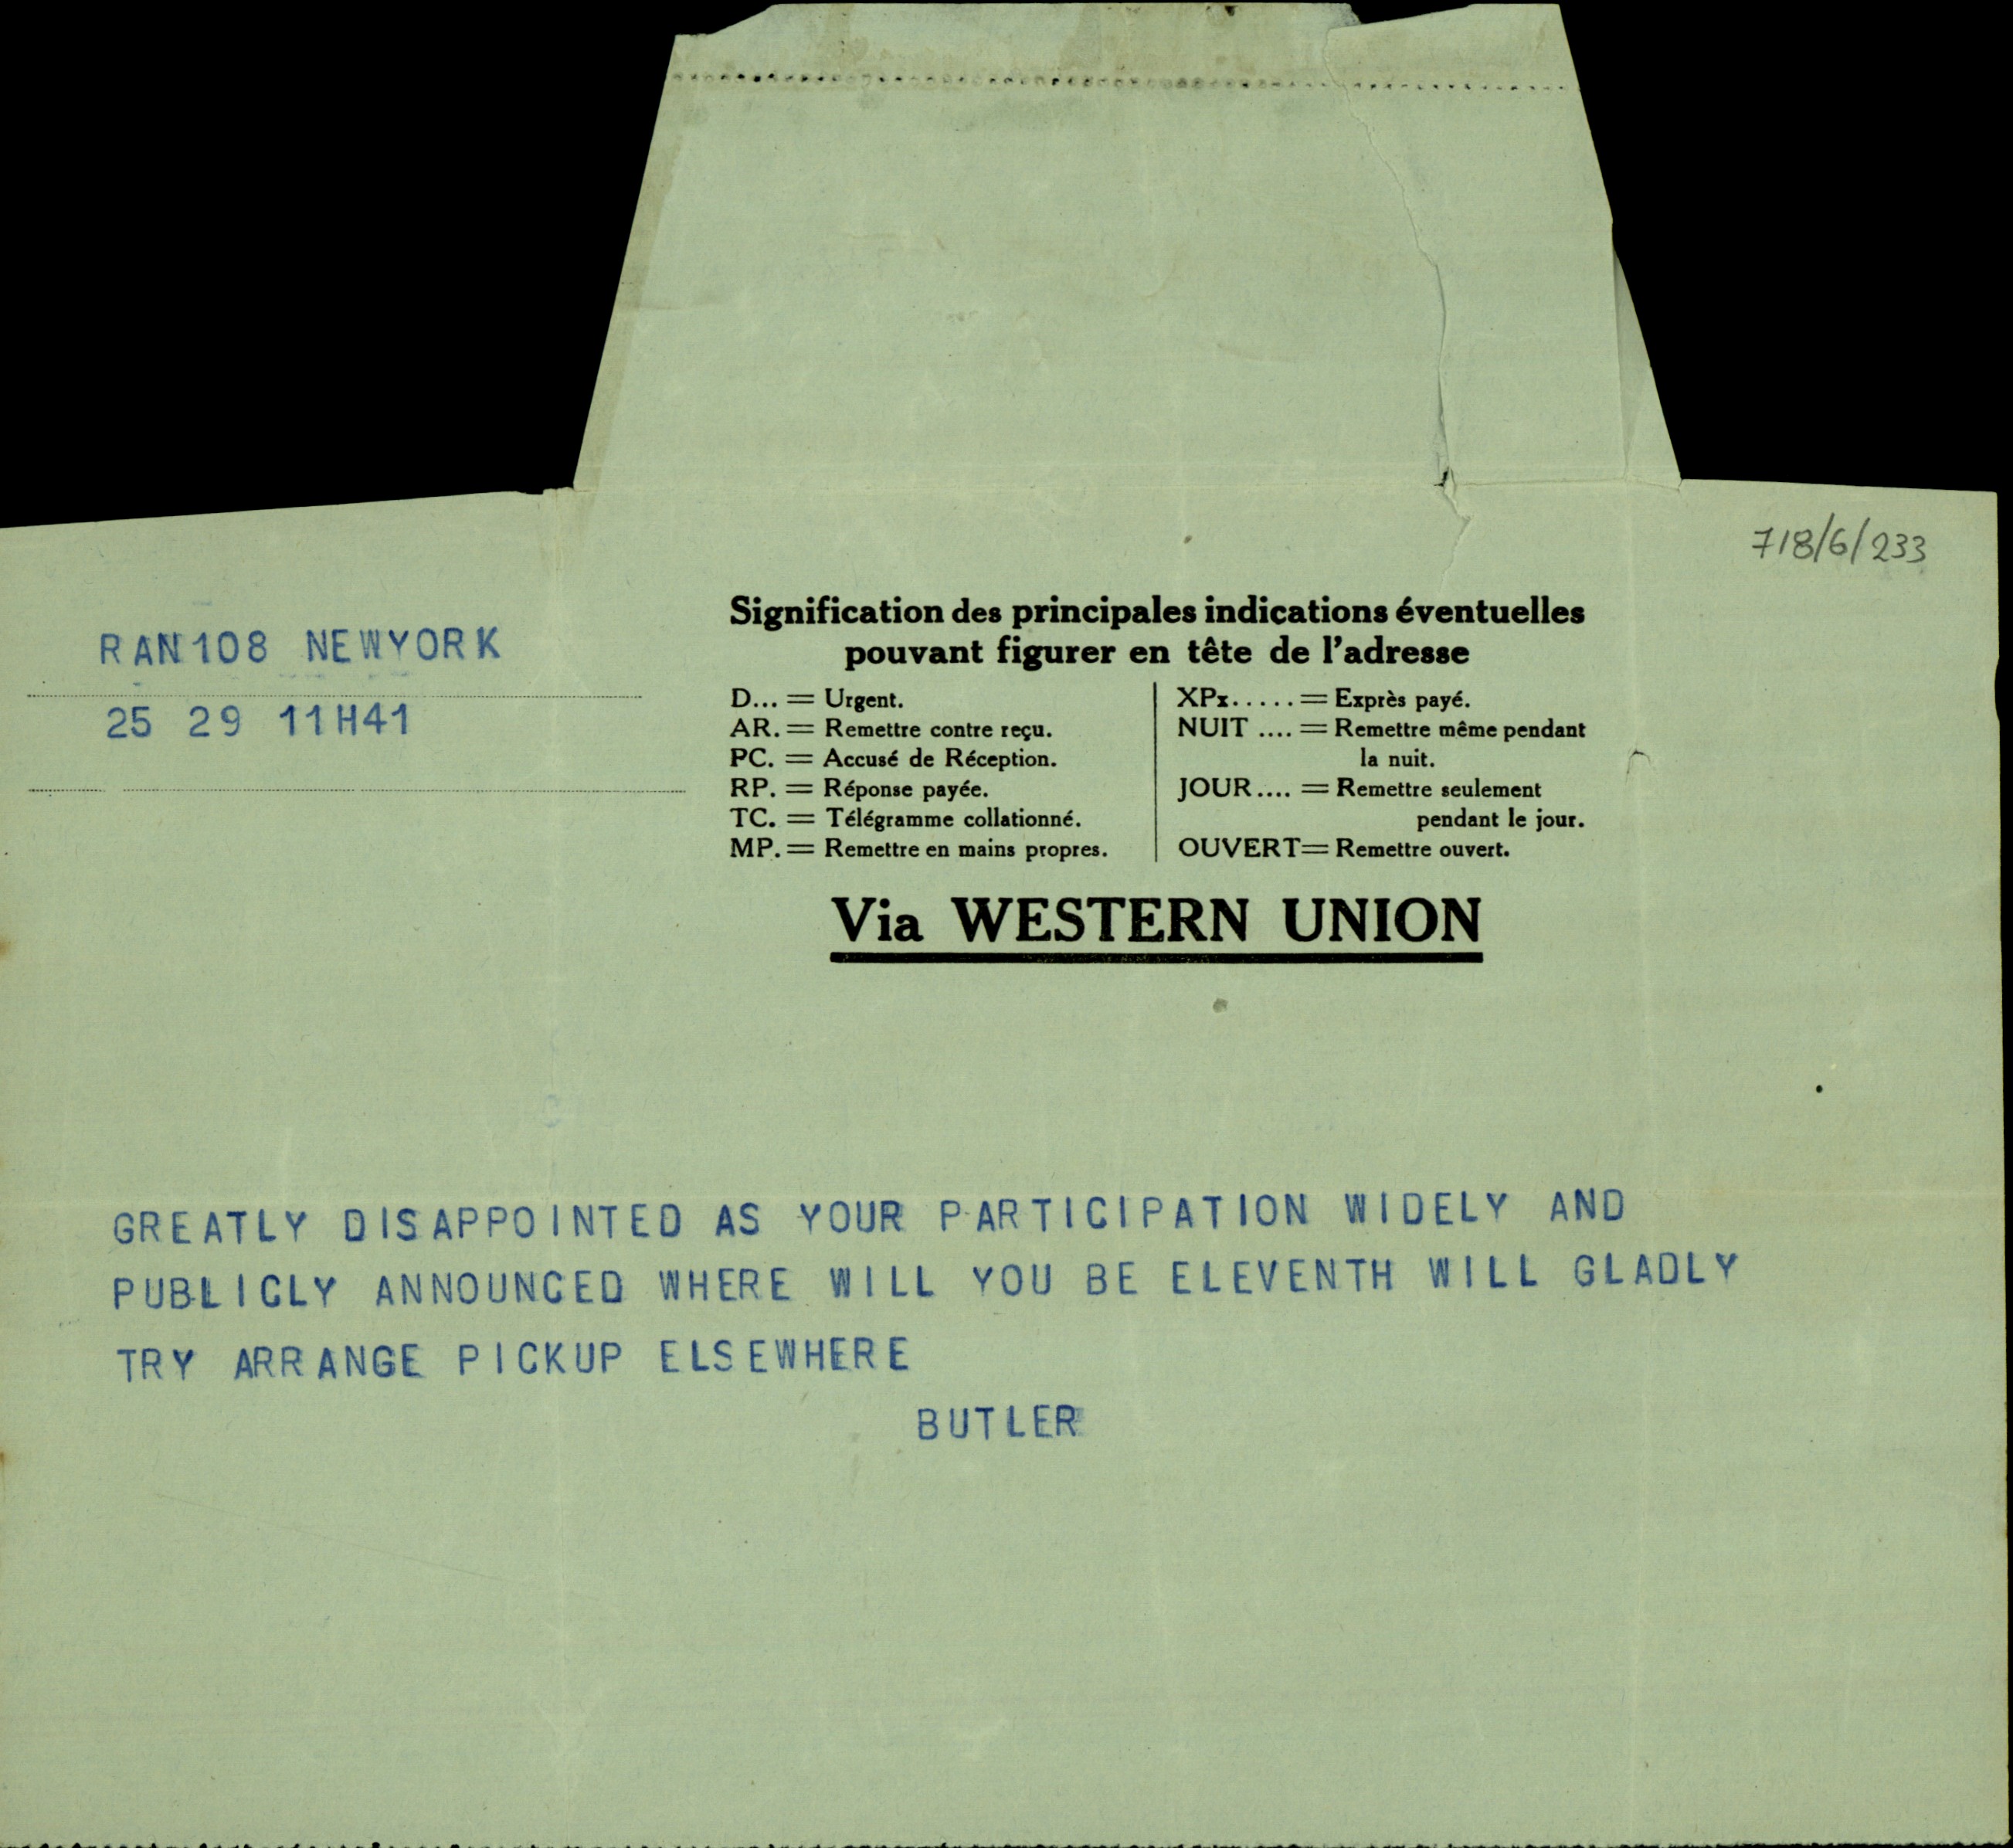 718/6/233
RAN108 NEWYORK
25 29 11H41
Signification des principales indications éventuelles
pouvant figurer en tête de l'adresse
D... = Urgent.
AR. = Remettre contre reçu.
PC. = Accusé de Réception.
RP. = Réponse payée.
TC. = Télégramme collationné.
MP. = Remettre en mains propres.
XPx..... = Exprès payé.
NUIT .... = Remettre même pendant
la nuit.
JOUR.... = Remettre seulement
pendant le jour.
OUVERT= Remettre ouvert.
Via WESTERN UNION
GREATLY DISAPPOINTED AS YOUR PARTICIPATION WIDELY AND
PUBLICLY ANNOUNCED WHERE WILL YOU BE ELEVENTH WILL GLADLY
TRY ARRANGE PICKUP ELSEWHERE
BUTLER